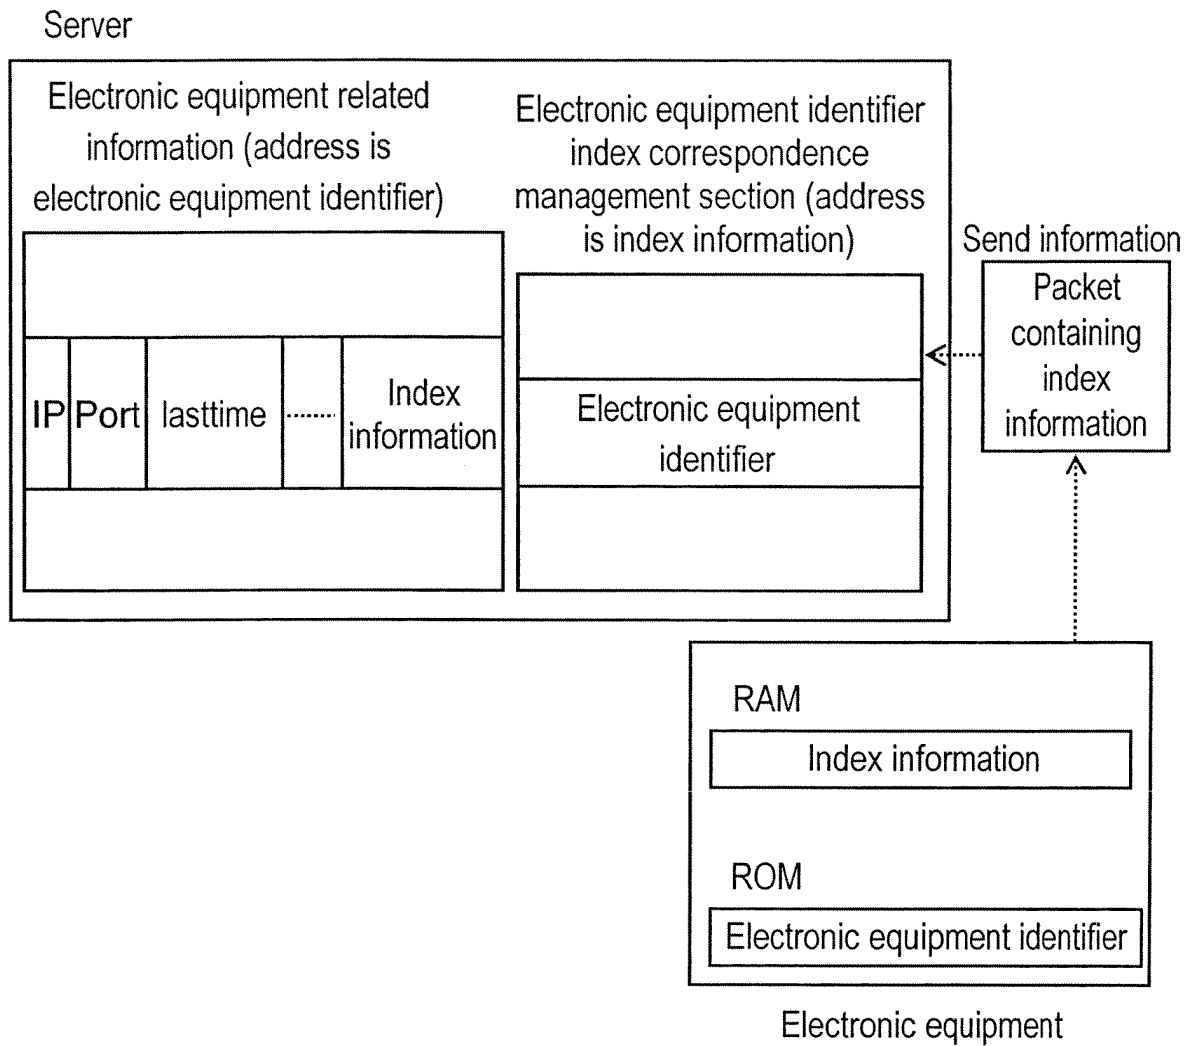 Server
Electronic equipment related
information (address is
electronic equipment identifier)
Electronic equipment identifier
index correspondence
management section (address
is index information)
Send information
Packet
containing
index
information
IP
Port
lasttime
Index
information
Electronic equipment
identifier
RAM
Index information
ROM
Electronic equipment identifier
Electronic equipment